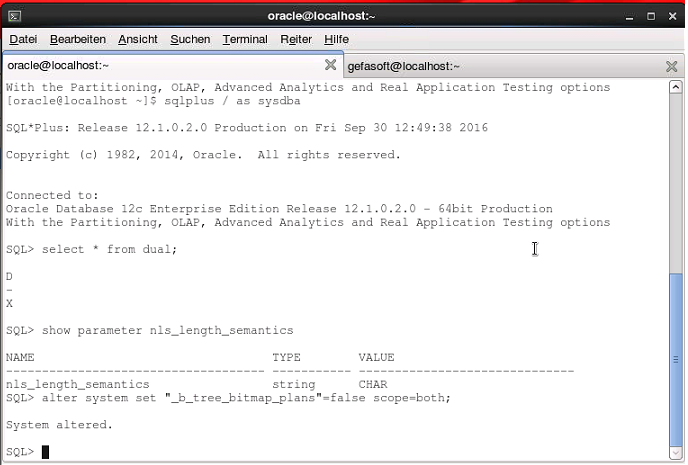 oracle@localhost:~
Datei Bearbeiten Ansicht Suchen Terminal Reiter Hilfe
oracle@localhost:~ gefasoft@localhost:~
With the Partitioning, OLAP, Advanced Analytics and Real Application Testing options
[oracle@localhost ~]$ sqlplus / as sysdba
SQL*Plus: Release 12.1.0.2.0 Production on Fri Sep 30 12:49:38 2016
Copyright (c) 1982, 2014, Oracle.  All rights reserved.
Connected to:
Oracle Database 12c Enterprise Edition Release 12.1.0.2.0 - 64bit Production
With the Partitioning, OLAP, Advanced Analytics and Real Application Testing options
SQL> select * from dual;
D
-
X
SQL> show parameter nls_length_semantics
NAME                                 TYPE        VALUE
------------------------------------ ----------- ------------------------------
nls_length_semantics                 string      CHAR
SQL> alter system set "_b_tree_bitmap_plans"=false scope=both;
System altered.
SQL>